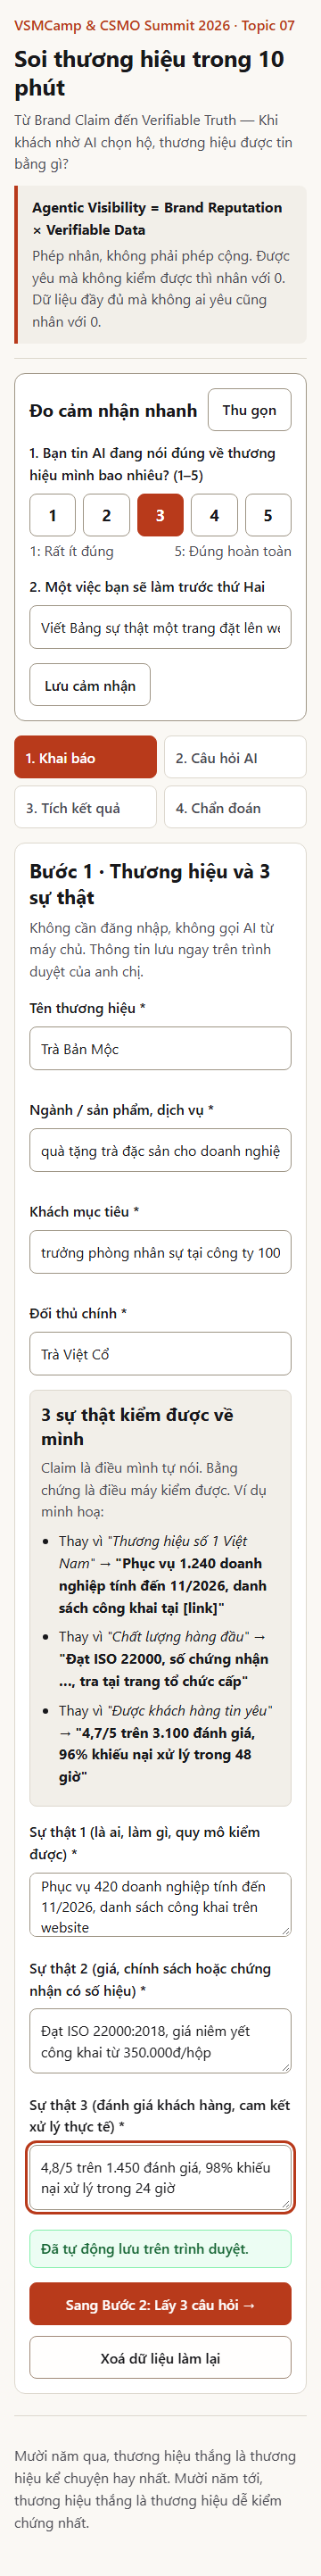 VSMCamp & CSMO Summit 2026 · Topic 07
Soi thương hiệu trong 10
phút
Từ Brand Claim đến Verifiable Truth — Khi
khách nhờ AI chọn hộ, thương hiệu được tin
bằng gì?
Agentic Visibility = Brand Reputation
× Verifiable Data
Phép nhân, không phải phép cộng. Được
yêu mà không kiểm được thì nhân với 0.
Dữ liệu đầy đủ mà không ai yêu cũng
nhân với 0.
Đo cảm nhận nhanh
Thu gọn
1. Bạn tin AI đang nói đúng về thương
hiệu mình bao nhiêu? (1–5)
1 2 3 4 5
1: Rất ít đúng 5: Đúng hoàn toàn
2. Một việc bạn sẽ làm trước thứ Hai
Viết Bảng sự thật một trang đặt lên we
Lưu cảm nhận
1. Khai báo 2. Câu hỏi AI
3. Tích kết quả 4. Chẩn đoán
Bước 1 · Thương hiệu và 3
sự thật
Không cần đăng nhập, không gọi AI từ
máy chủ. Thông tin lưu ngay trên trình
duyệt của anh chị.
Tên thương hiệu *
Trà Bản Mộc
Ngành / sản phẩm, dịch vụ *
quà tặng trà đặc sản cho doanh nghiệ
Khách mục tiêu *
trưởng phòng nhân sự tại công ty 100
Đối thủ chính *
Trà Việt Cổ
3 sự thật kiểm được về
mình
Claim là điều mình tự nói. Bằng
chứng là điều máy kiểm được. Ví dụ
minh hoạ:
• Thay vì "Thương hiệu số 1 Việt
Nam" → "Phục vụ 1.240 doanh
nghiệp tính đến 11/2026, danh
sách công khai tại [link]"
• Thay vì "Chất lượng hàng đầu" →
"Đạt ISO 22000, số chứng nhận
..., tra tại trang tổ chức cấp"
• Thay vì "Được khách hàng tin yêu"
→ "4,7/5 trên 3.100 đánh giá,
96% khiếu nại xử lý trong 48
giờ"
Sự thật 1 (là ai, làm gì, quy mô kiểm
được) *
Phục vụ 420 doanh nghiệp tính đến
11/2026, danh sách công khai trên
website
Sự thật 2 (giá, chính sách hoặc chứng
nhận có số hiệu) *
Đạt ISO 22000:2018, giá niêm yết
công khai từ 350.000đ/hộp
Sự thật 3 (đánh giá khách hàng, cam kết
xử lý thực tế) *
4,8/5 trên 1.450 đánh giá, 98% khiếu
nại xử lý trong 24 giờ
Đã tự động lưu trên trình duyệt.
Sang Bước 2: Lấy 3 câu hỏi →
Xoá dữ liệu làm lại
Mười năm qua, thương hiệu thắng là thương
hiệu kể chuyện hay nhất. Mười năm tới,
thương hiệu thắng là thương hiệu dễ kiểm
chứng nhất.